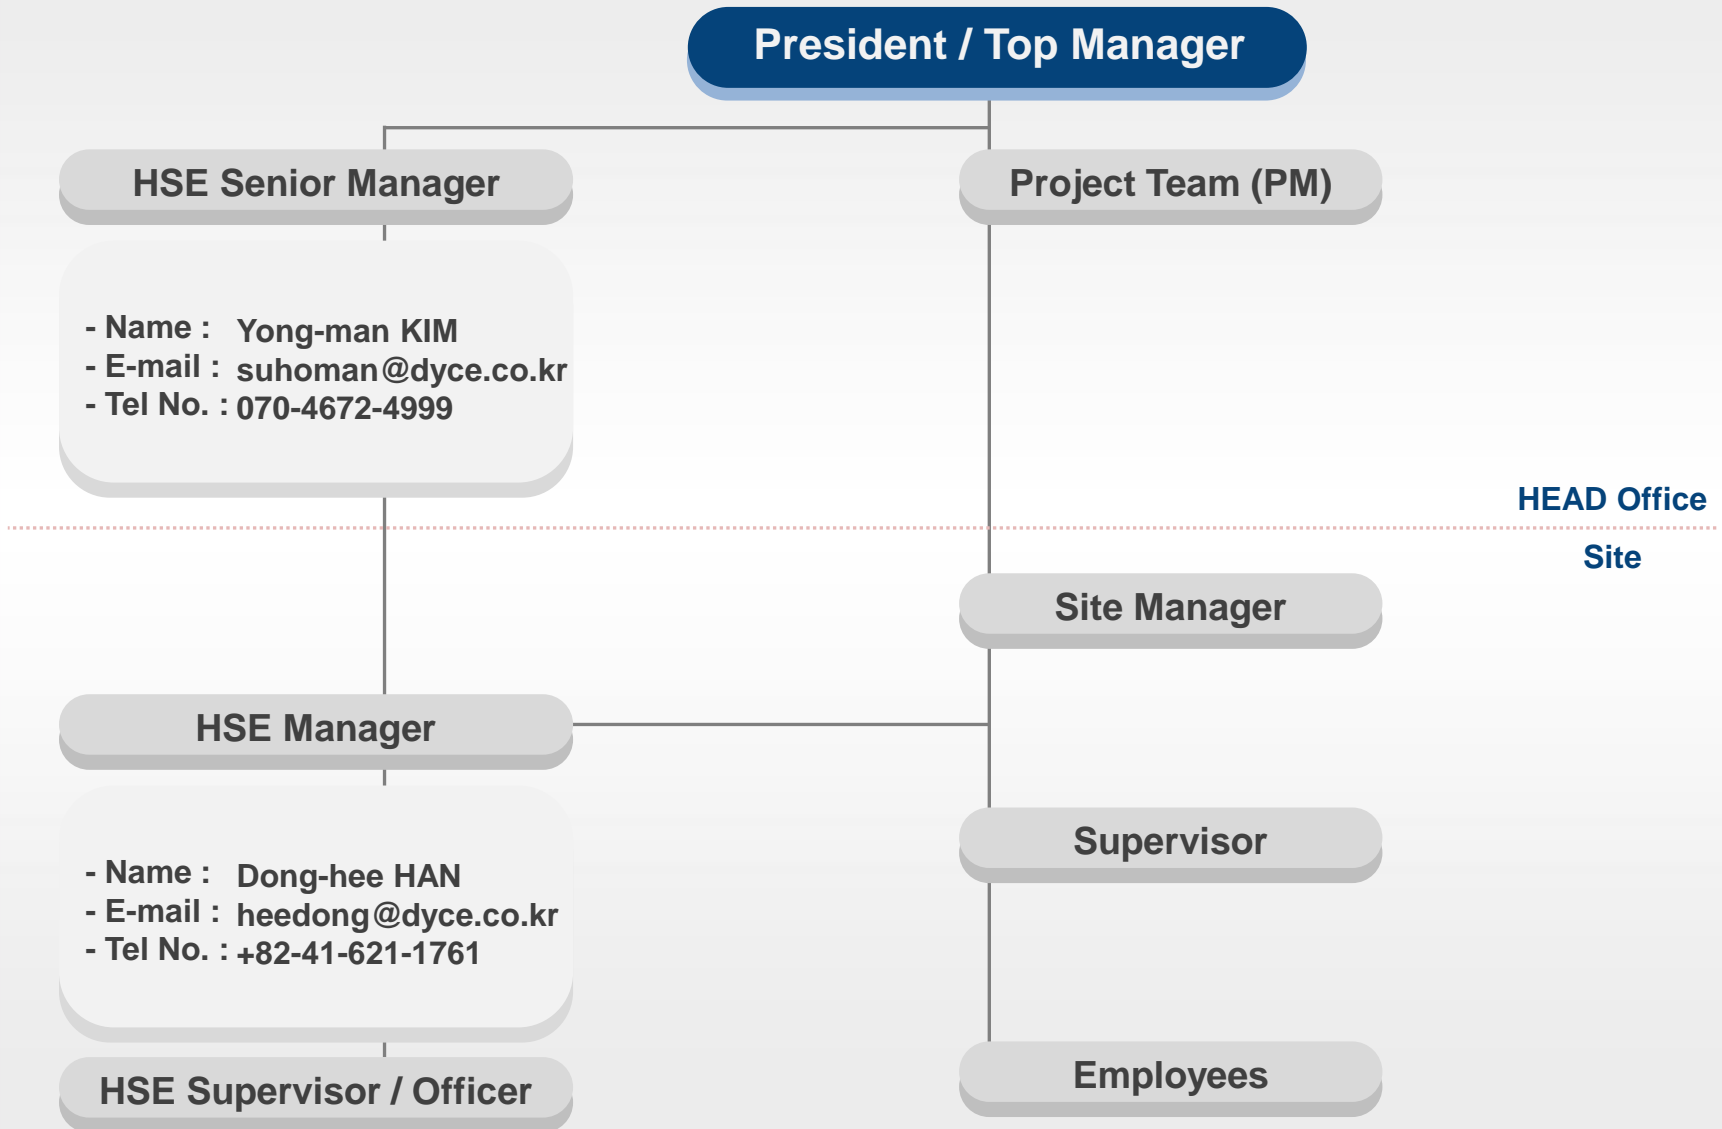 President / Top Manager
HSE Senior Manager
Project Team (PM)
- Name : Yong-man KIM
- E-mail : suhoman@dyce.co.kr
- Tel No. : 070-4672-4999
HEAD Office
Site
Site Manager
HSE Manager
Supervisor
- Name : Dong-hee HAN
- E-mail : heedong@dyce.co.kr
- Tel No. : +82-41-621-1761
Employees
HSE Supervisor / Officer